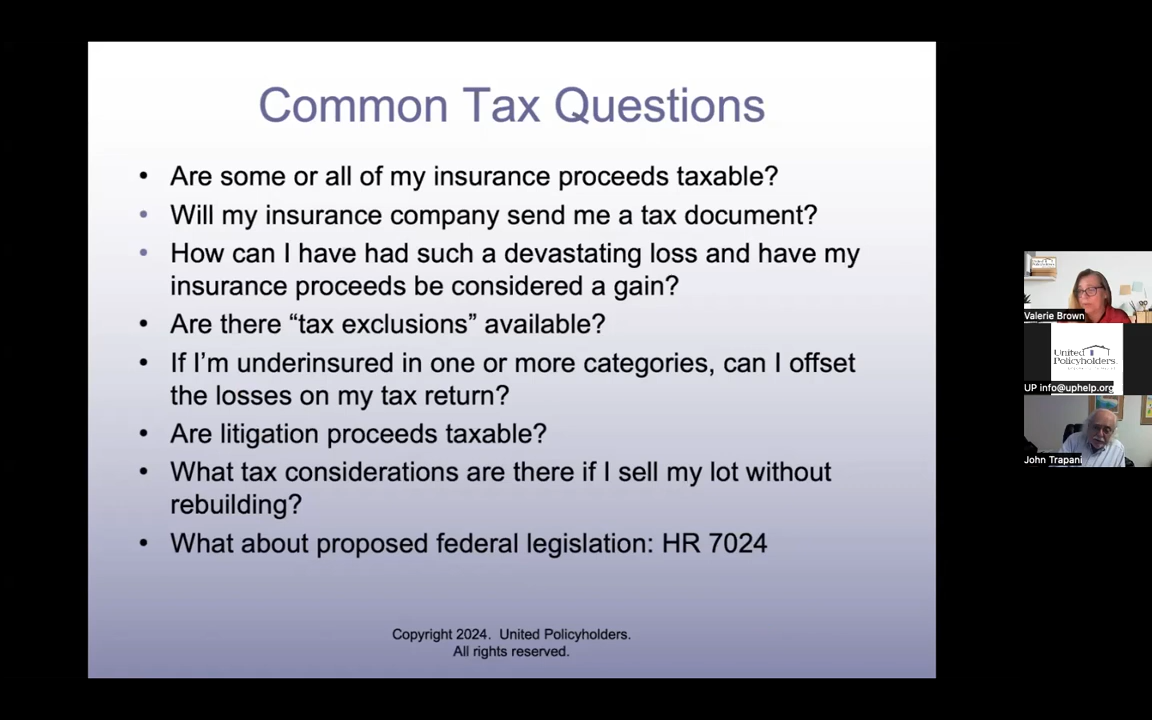 Common Tax Questions
• Are some or all of my insurance proceeds taxable?
• Will my insurance company send me a tax document?
• How can I have had such a devastating loss and have my
insurance proceeds be considered a gain?
• Are there “tax exclusions” available?
• If I’m underinsured in one or more categories, can I offset
the losses on my tax return?
• Are litigation proceeds taxable?
• What tax considerations are there if I sell my lot without
rebuilding?
• What about proposed federal legislation: HR 7024
Copyright 2024. United Policyholders.
All rights reserved.
Valerie Brown
United
Policyholders.
UP info@uphelp.org
John Trapani